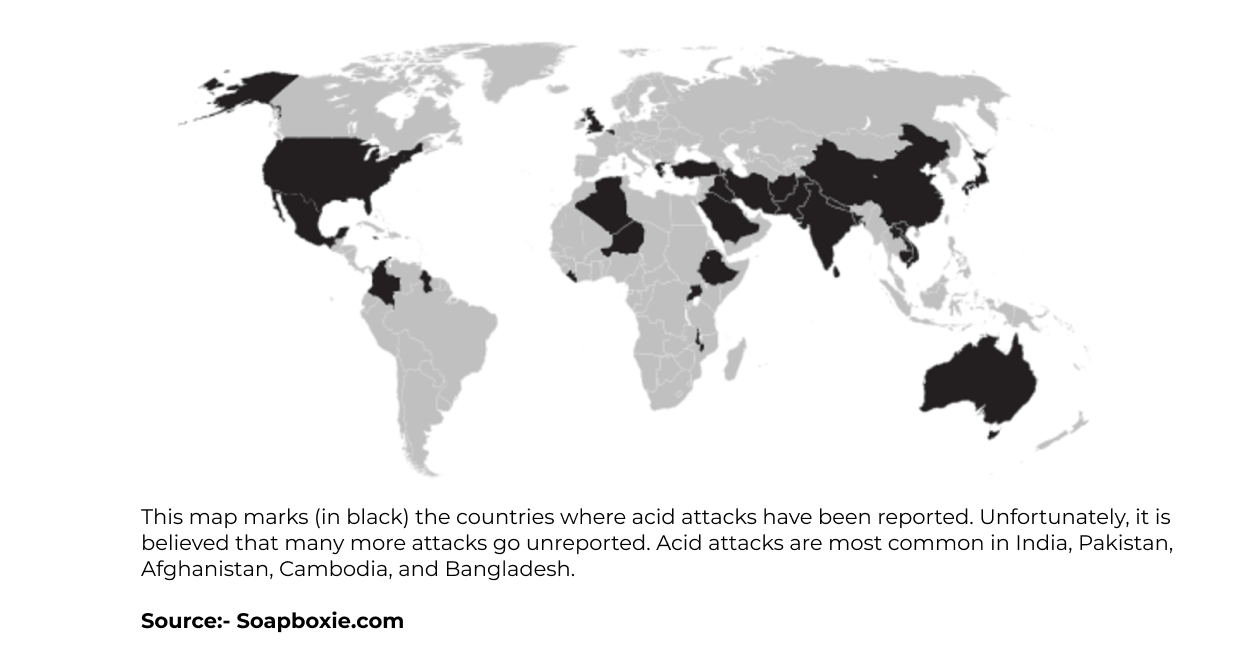 This map marks (in black) the countries where acid attacks have been reported. Unfortunately, it is
believed that many more attacks go unreported. Acid attacks are most common in India, Pakistan,
Afghanistan, Cambodia, and Bangladesh.
Source:- Soapboxie.com